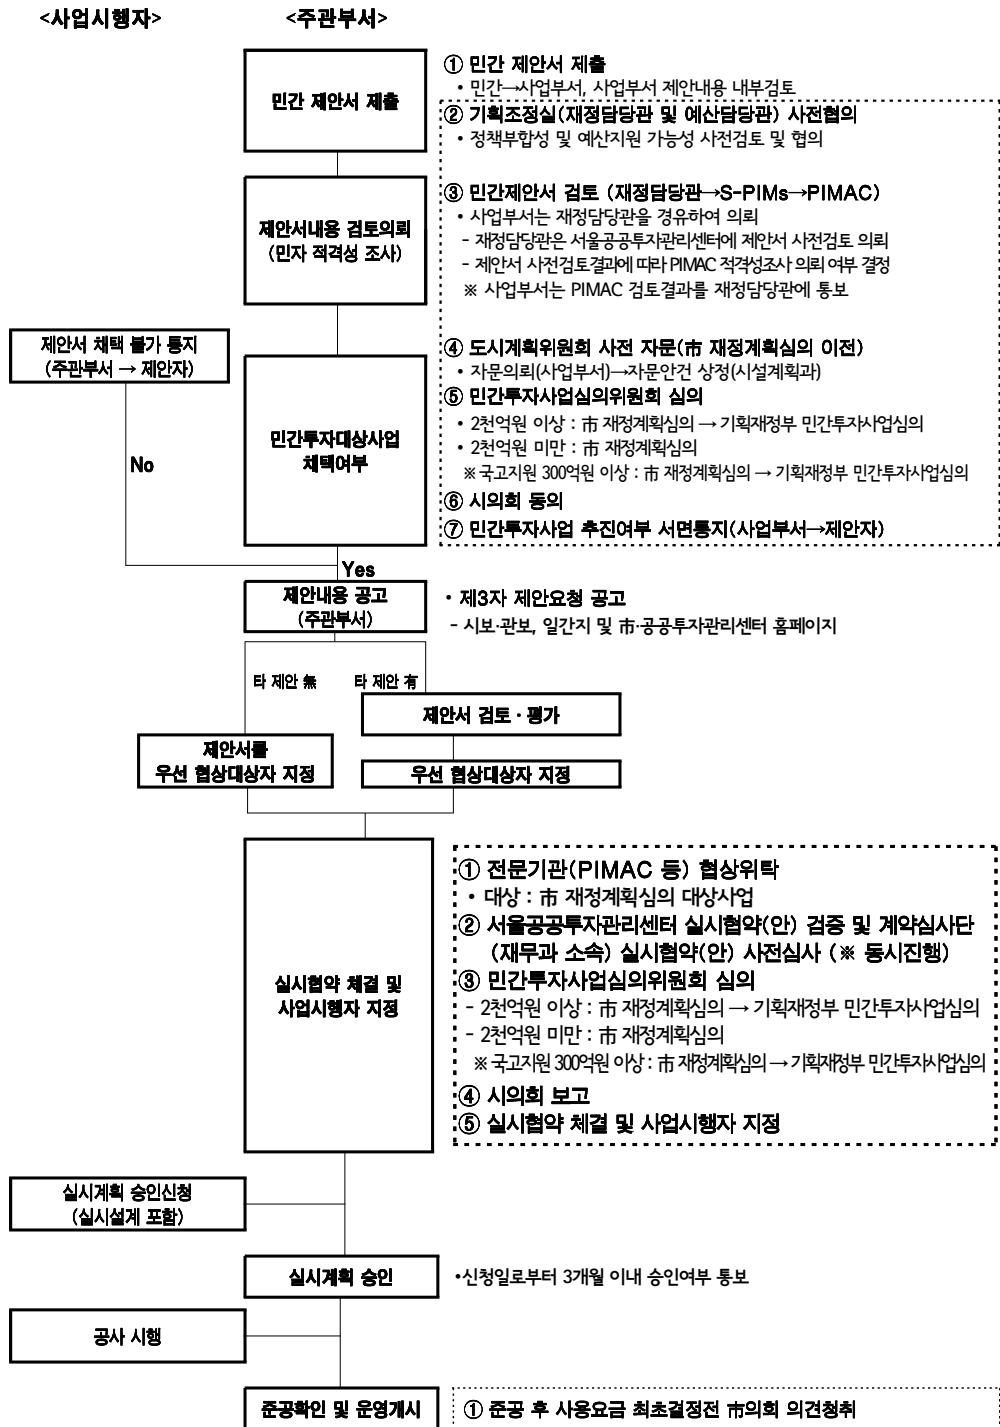 <사업시행자>
<주관부서>
민간 제안서 제출
① 민간 제안서 제출
• 민간→사업부서, 사업부서 제안내용 내부검토
② 기획조정실(재정담당관 및 예산담당관) 사전협의
• 정책부합성 및 예산지원 가능성 사전검토 및 협의
제안서내용 검토의뢰
(민자 적격성 조사)
③ 민간제안서 검토 (재정담당관→S-PIMs→PIMAC)
• 사업부서는 재정담당관을 경유하여 의뢰
- 재정담당관은 서울공공투자관리센터에 제안서 사전검토 의뢰
- 제안서 사전검토결과에 따라 PIMAC 적격성조사 의뢰 여부 결정
※ 사업부서는 PIMAC 검토결과를 재정담당관에 통보
제안서 채택 불가 통지
(주관부서 → 제안자)
No
민간투자대상사업
채택여부
④ 도시계획위원회 사전 자문(市 재정계획심의 이전)
• 자문의뢰(사업부서)→자문안건 상정(시설계획과)
⑤ 민간투자사업심의위원회 심의
• 2천억원 이상 : 市 재정계획심의 → 기획재정부 민간투자사업심의
• 2천억원 미만 : 市 재정계획심의
※ 국고지원 300억원 이상 : 市 재정계획심의 → 기획재정부 민간투자사업심의
⑥ 시의회 동의
⑦ 민간투자사업 추진여부 서면통지(사업부서→제안자)
Yes
제안내용 공고
(주관부서)
• 제3자 제안요청 공고
- 시보·관보, 일간지 및 市·공공투자관리센터 홈페이지
타 제안 無
타 제안 有
제안서 검토 · 평가
제안서를
우선 협상대상자 지정
우선 협상대상자 지정
실시협약 체결 및
사업시행자 지정
① 전문기관(PIMAC 등) 협상위탁
• 대상 : 市 재정계획심의 대상사업
② 서울공공투자관리센터 실시협약(안) 검증 및 계약심사단
(재무과 소속) 실시협약(안) 사전심사 (※ 동시진행)
③ 민간투자사업심의위원회 심의
- 2천억원 이상 : 市 재정계획심의 → 기획재정부 민간투자사업심의
- 2천억원 미만 : 市 재정계획심의
※ 국고지원 300억원 이상 : 市 재정계획심의 → 기획재정부 민간투자사업심의
④ 시의회 보고
⑤ 실시협약 체결 및 사업시행자 지정
실시계획 승인신청
(실시설계 포함)
실시계획 승인
•신청일로부터 3개월 이내 승인여부 통보
공사 시행
준공확인 및 운영개시
① 준공 후 사용요금 최초결정전 市의회 의견청취